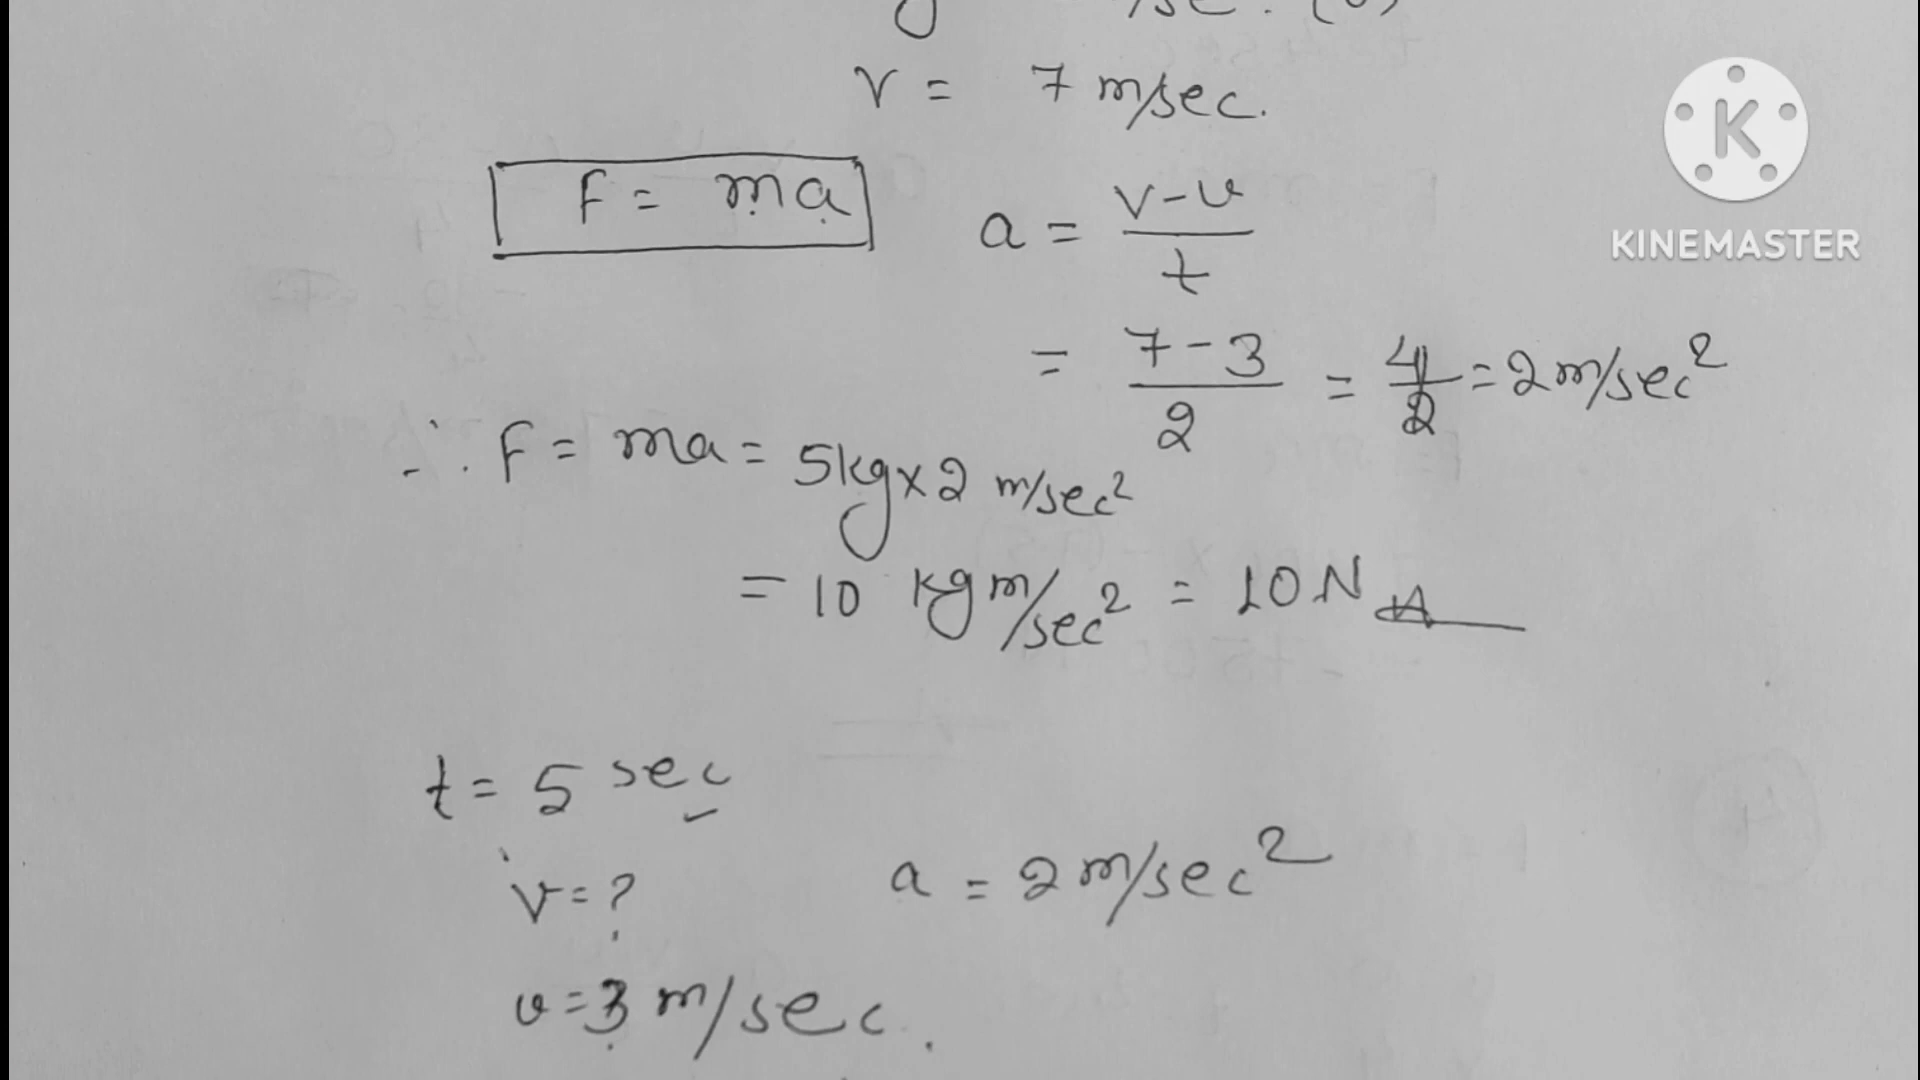 v = 7 m/sec.
F = ma
a = v-u/t
= 7-3/2 = 4/2 = 2 m/sec²
∴ F = ma = 5kg x 2 m/sec²
= 10 kg m/sec² = 10 N A
t = 5 sec
v = ?
a = 2 m/sec²
u = 3 m/sec.
K
KINEMASTER